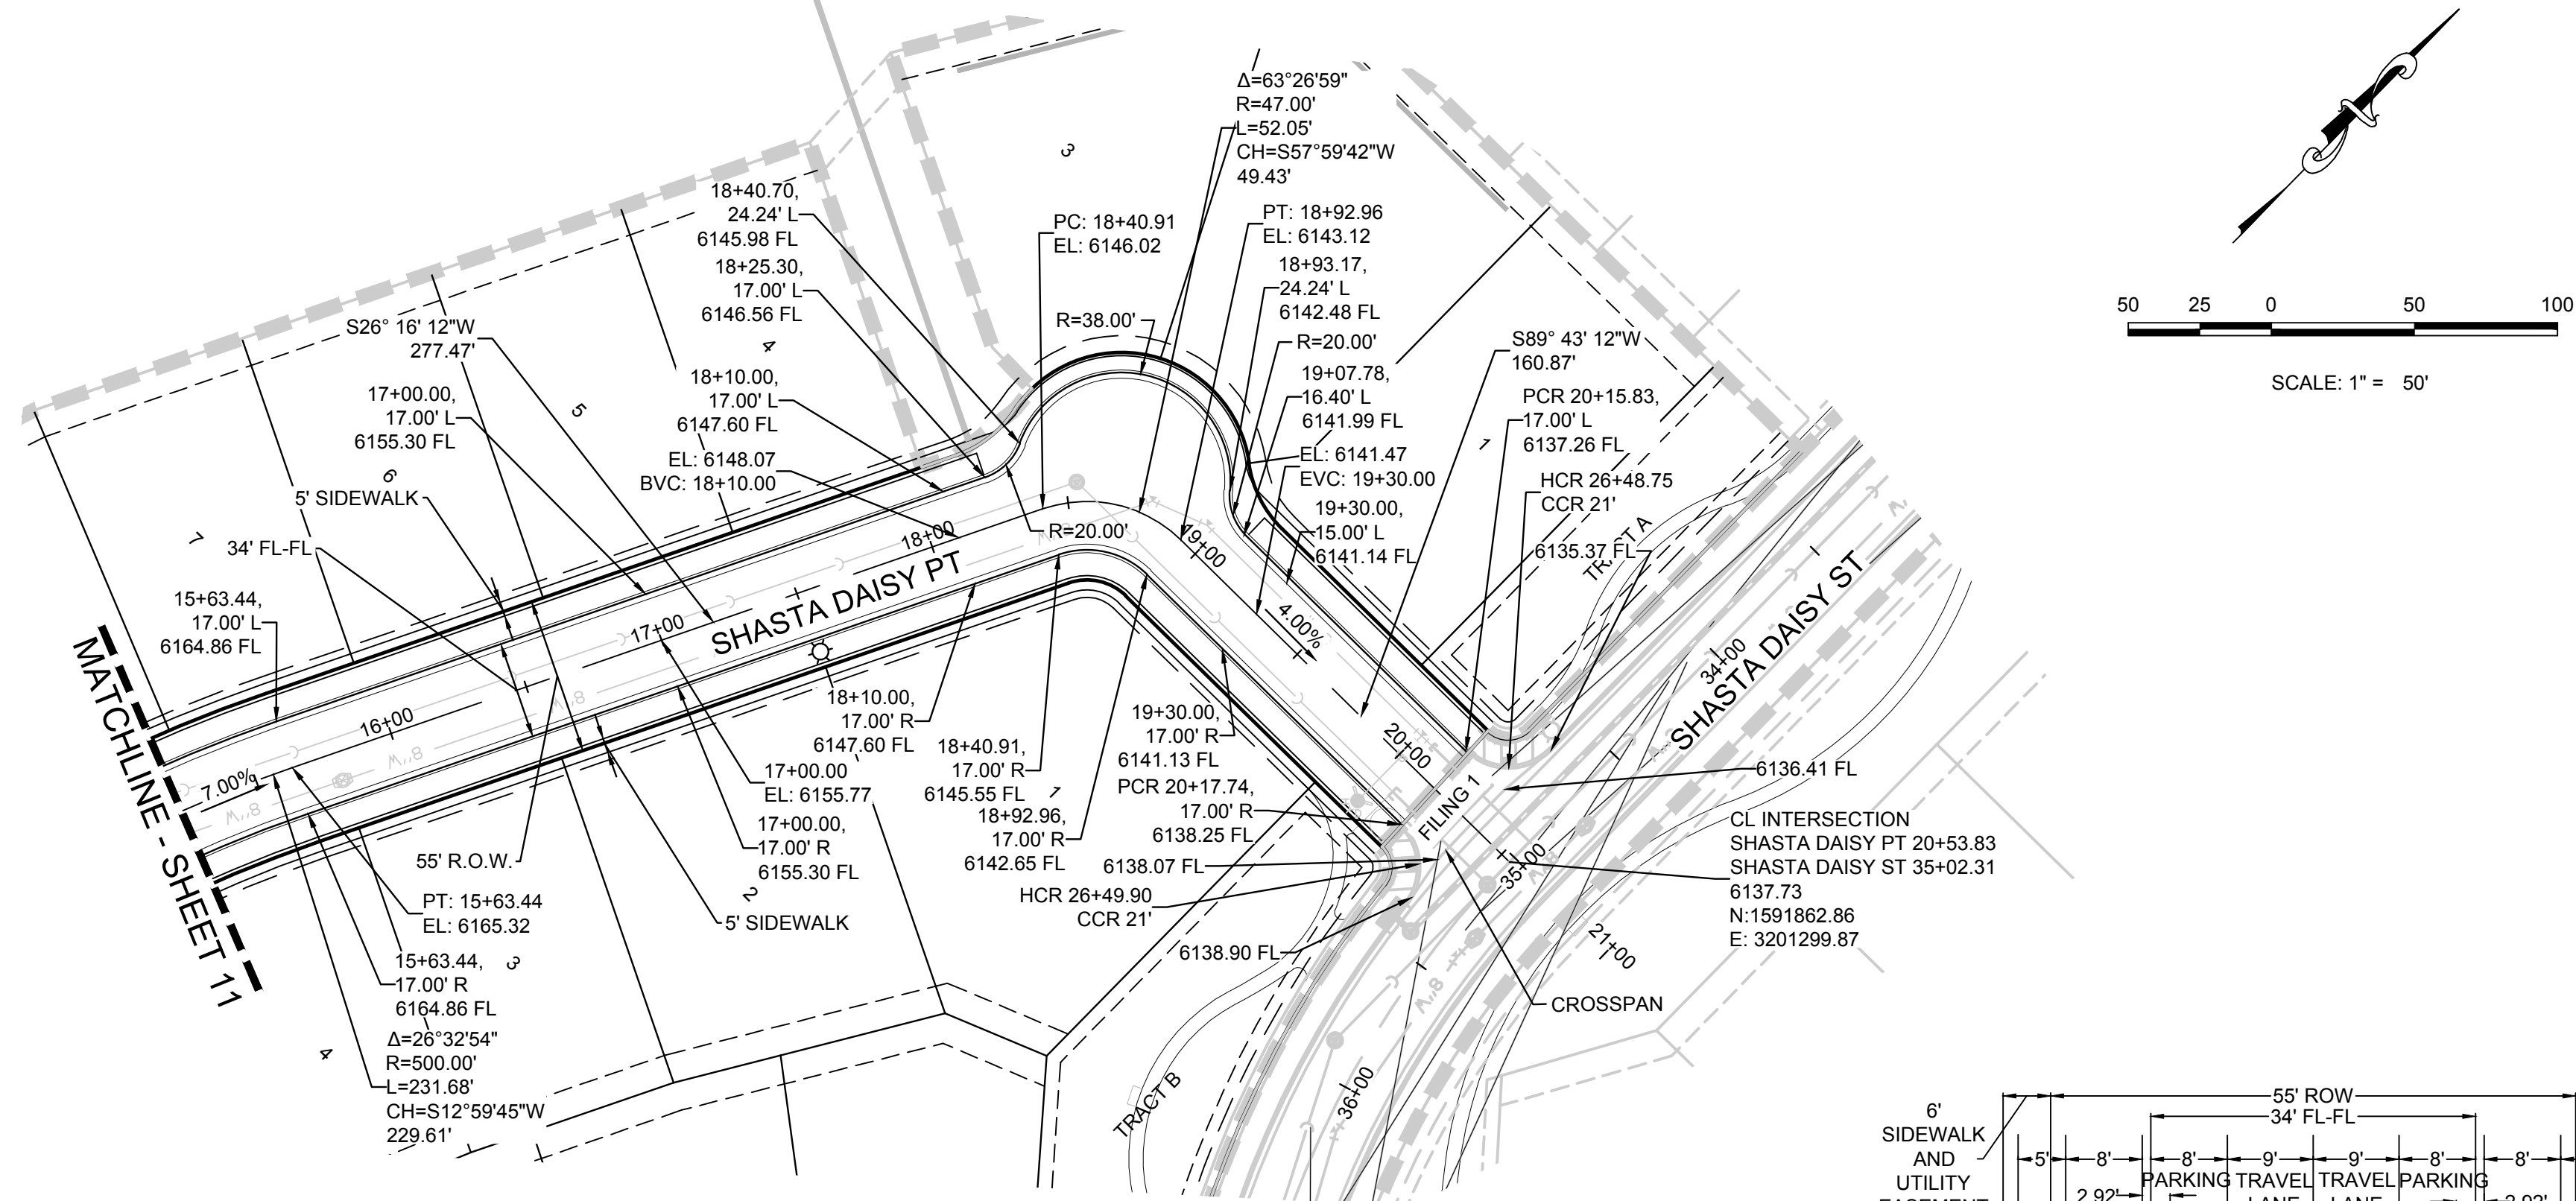 Δ=63°26'59"
R=47.00'
L=52.05'
CH=S57°59'42"W
49.43'
3
18+40.70,
24.24' L
6145.98 FL
18+25.30,
17.00' L
6146.56 FL
PC: 18+40.91
EL: 6146.02
PT: 18+92.96
EL: 6143.12
18+93.17,
24.24' L
6142.48 FL
R=38.00'
R=20.00'
50 25 0 50 100
SCALE: 1" = 50'
S26° 16' 12"W
277.47'
4
S89° 43' 12"W
160.87'
17+00.00,
17.00' L
6155.30 FL
5
18+10.00,
17.00' L
6147.60 FL
19+07.78,
16.40' L
6141.99 FL
PCR 20+15.83,
17.00' L
6137.26 FL
1
EL: 6148.07
BVC: 18+10.00
EL: 6141.47
EVC: 19+30.00
HCR 26+48.75
CCR 21'
6
5' SIDEWALK
19+30.00,
15.00' L
6141.14 FL
7
34' FL-FL
18+00
R=20.00'
19+00
6135.37 FL
TRACT A
SHASTA DAISY PT
15+63.44,
17.00' L
6164.86 FL
17+00
4.00%
MATCHLINE - SHEET 11
16+00
7.00%
8"W
8"W
8"W
34+00
SHASTA DAISY ST
18+10.00,
17.00' R
6147.60 FL
18+40.91,
17.00' R
6145.55 FL
19+30.00,
17.00' R
6141.13 FL
20+00
6136.41 FL
17+00.00
EL: 6155.77
PCR 20+17.74,
17.00' R
6138.25 FL
FILING 1
1
18+92.96,
17.00' R
6142.65 FL
17+00.00,
17.00' R
6155.30 FL
CL INTERSECTION
SHASTA DAISY PT 20+53.83
SHASTA DAISY ST 35+02.31
6137.73
N:1591862.86
E: 3201299.87
55' R.O.W.
6138.07 FL
35+00
HCR 26+49.90
CCR 21'
2
5' SIDEWALK
PT: 15+63.44
EL: 6165.32
6138.90 FL
21+00
15+63.44,
17.00' R
6164.86 FL
3
8"W
CROSSPAN
4
Δ=26°32'54"
R=500.00'
L=231.68'
CH=S12°59'45"W
229.61'
TRACT B
36+00
55' ROW
34' FL-FL
6'
SIDEWALK
AND
UTILITY
EASEMENT
5' 8' 8' 9' 9' 8' 8'
PARKING TRAVEL TRAVEL PARKING
LANE LANE
2.92' 2.92'